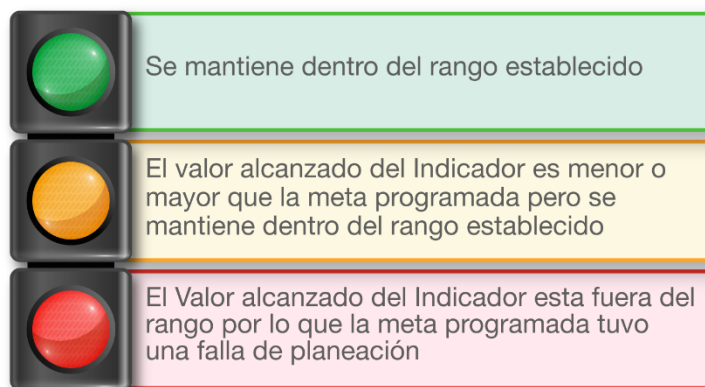 Se mantiene dentro del rango establecido
El valor alcanzado del Indicador es menor o
mayor que la meta programada pero se
mantiene dentro del rango establecido
El Valor alcanzado del Indicador esta fuera del
rango por lo que la meta programada tuvo
una falla de planeación